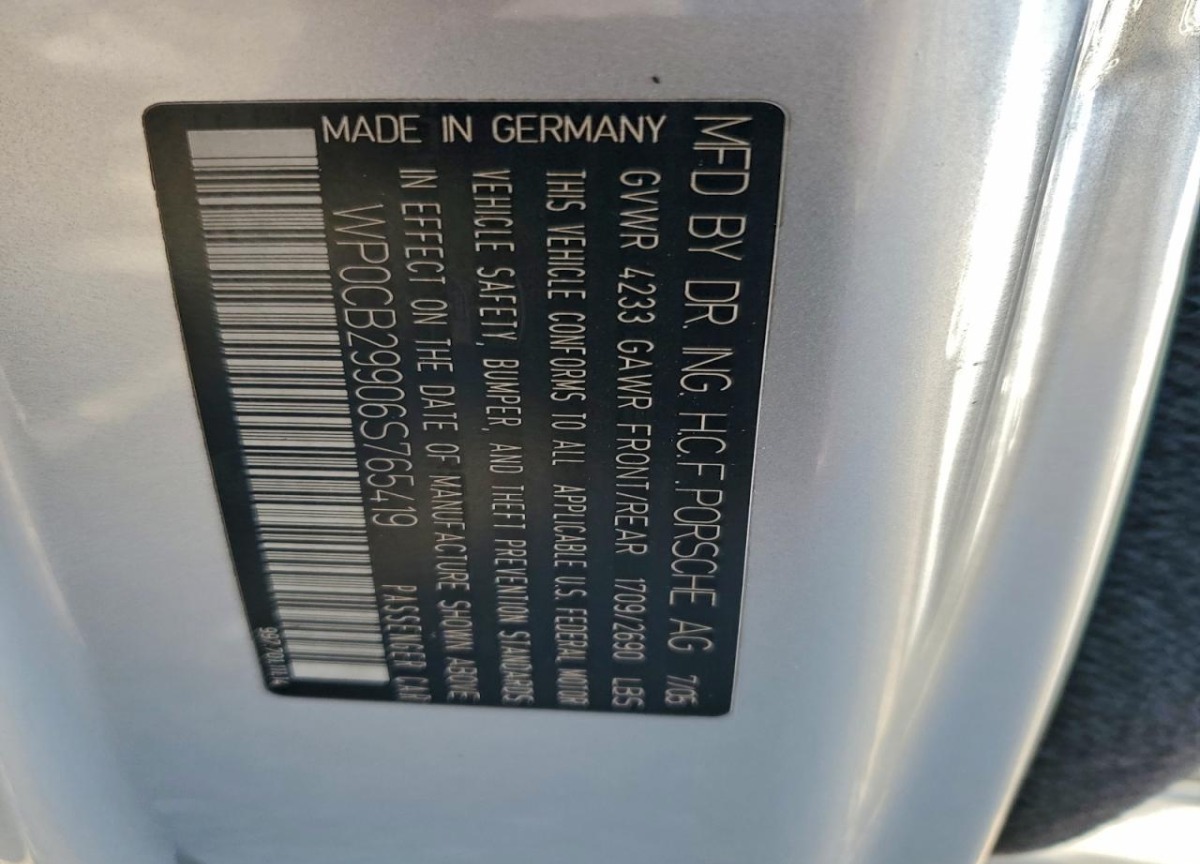 MFD BY DR. ING. H.C.F. PORSCHE AG 7/05
GVWR 4233 GAWR FRONT/REAR 1709/2690 LBS
THIS VEHICLE CONFORMS TO ALL APPLICABLE U.S. FEDERAL MOTOR
VEHICLE SAFETY, BUMPER, AND THEFT PREVENTION STANDARDS
IN EFFECT ON THE DATE OF MANUFACTURE SHOWN ABOVE
WP0CB29906S765419 PASSENGER CAR
MADE IN GERMANY